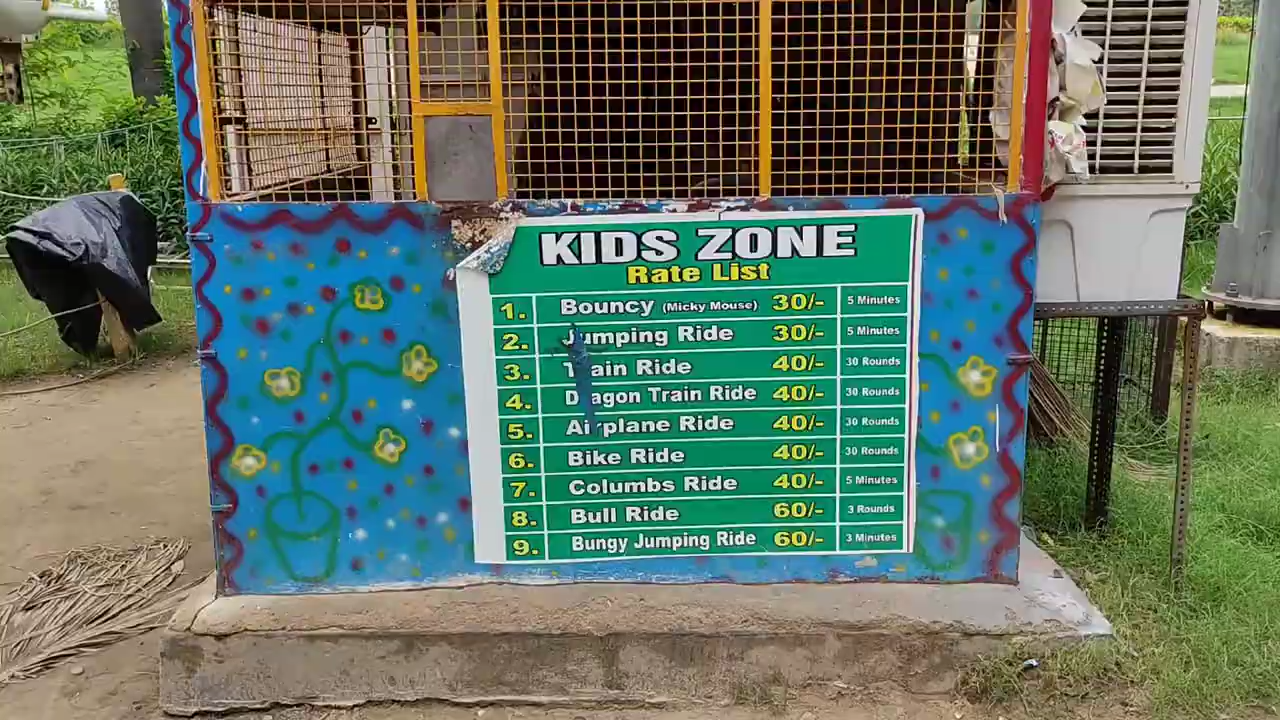 KIDS ZONE
Rate List
1. Bouncy (Micky Mouse) 30/- 5 Minutes
2. Jumping Ride 30/- 5 Minutes
3. Train Ride 40/- 30 Rounds
4. Dragon Train Ride 40/- 30 Rounds
5. Airplane Ride 40/- 30 Rounds
6. Bike Ride 40/- 30 Rounds
7. Columbs Ride 40/- 5 Minutes
8. Bull Ride 60/- 3 Rounds
9. Bungy Jumping Ride 60/- 3 Minutes